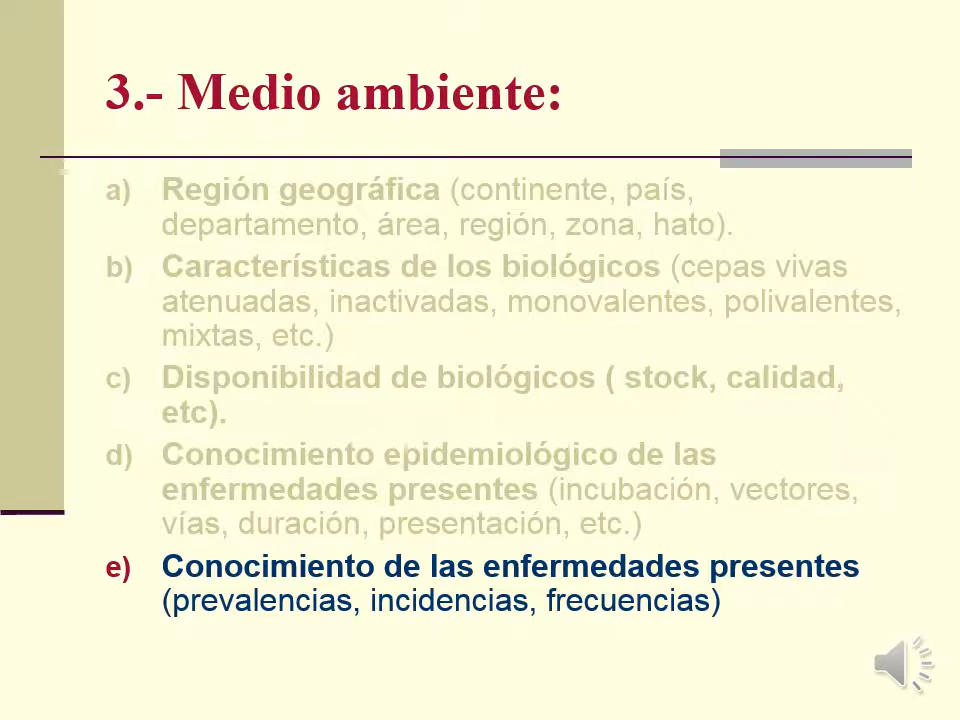 3.- Medio ambiente:
a) Región geográfica (continente, país,
departamento, área, región, zona, hato).
b) Características de los biológicos (cepas vivas
atenuadas, inactivadas, monovalentes, polivalentes,
mixtas, etc.)
c) Disponibilidad de biológicos ( stock, calidad,
etc).
d) Conocimiento epidemiológico de las
enfermedades presentes (incubación, vectores,
vías, duración, presentación, etc.)
e) Conocimiento de las enfermedades presentes
(prevalencias, incidencias, frecuencias)